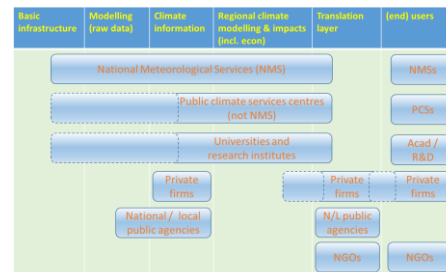 Basic
infrastructure
Modelling
(raw data)
Climate
information
Regional climate
modelling & impacts
(incl. econ)
Translation
layer
(end) users
National Meteorological Services (NMS)
NMSs
Public climate services centres
(not NMS)
PCSs
Universities and
research institutes
Acad /
R&D
Private
firms
Private
firms
Private
firms
National / local
public agencies
N/L public
agencies
NGOs
NGOs